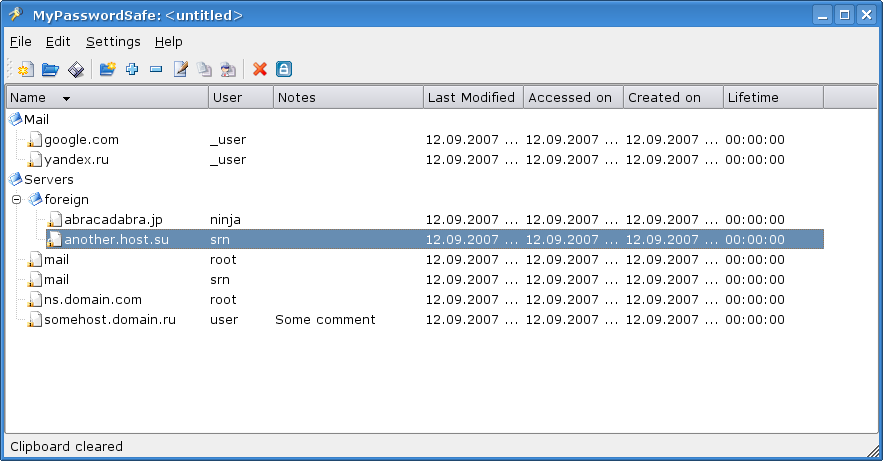 MyPasswordSafe: <untitled>
File Edit Settings Help
Name User Notes Last Modified Accessed on Created on Lifetime
Mail
google.com _user 12.09.2007 ... 12.09.2007 ... 12.09.2007 ... 00:00:00
yandex.ru _user 12.09.2007 ... 12.09.2007 ... 12.09.2007 ... 00:00:00
Servers
foreign
abracadabra.jp ninja 12.09.2007 ... 12.09.2007 ... 12.09.2007 ... 00:00:00
another.host.su srn 12.09.2007 ... 12.09.2007 ... 12.09.2007 ... 00:00:00
mail root 12.09.2007 ... 12.09.2007 ... 12.09.2007 ... 00:00:00
mail srn 12.09.2007 ... 12.09.2007 ... 12.09.2007 ... 00:00:00
ns.domain.com root 12.09.2007 ... 12.09.2007 ... 12.09.2007 ... 00:00:00
somehost.domain.ru user Some comment 12.09.2007 ... 12.09.2007 ... 12.09.2007 ... 00:00:00
Clipboard cleared